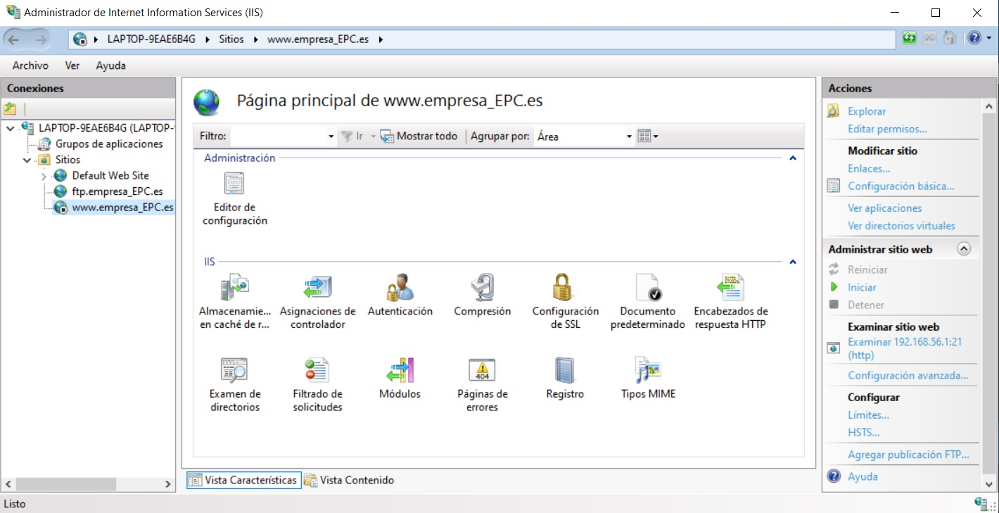 Administrador de Internet Information Services (IIS)
LAPTOP-9EAE6B4G Sitios www.empresa_EPC.es
Archivo Ver Ayuda
Conexiones
LAPTOP-9EAE6B4G (LAPTOP-
Grupos de aplicaciones
Sitios
Default Web Site
ftp.empresa_EPC.es
www.empresa_EPC.es
Página principal de www.empresa_EPC.es
Filtro: Ir Mostrar todo Agrupar por: Área
Administración
Editor de
configuración
IIS
Almacenamie...
en caché de r...
Asignaciones de
controlador
Autenticación
Compresión
Configuración
de SSL
Documento
predeterminado
Encabezados de
respuesta HTTP
Examen de
directorios
Filtrado de
solicitudes
Módulos
404
Páginas de
errores
Registro
Tipos MIME
Vista Características Vista Contenido
Acciones
Explorar
Editar permisos...
Modificar sitio
Enlaces...
Configuración básica...
Ver aplicaciones
Ver directorios virtuales
Administrar sitio web
Reiniciar
Iniciar
Detener
Examinar sitio web
Examinar 192.168.56.1:21
(http)
Configuración avanzada...
Configurar
Límites...
HSTS...
Agregar publicación FTP...
Ayuda
Listo